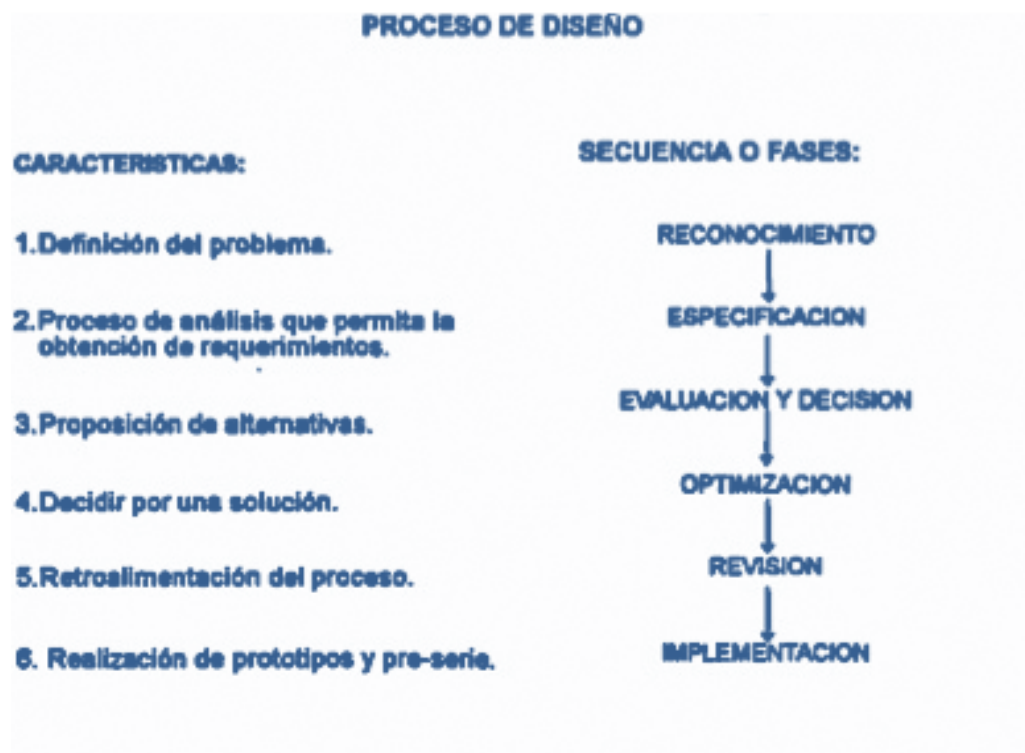 PROCESO DE DISEÑO
CARACTERISTICAS:
1.Definición del problema.
2.Proceso de análisis que permita la
obtención de requerimientos.
3.Proposición de alternativas.
4.Decidir por una solución.
5.Retroalimentación del proceso.
6. Realización de prototipos y pre-serie.
SECUENCIA O FASES:
RECONOCIMIENTO
ESPECIFICACION
EVALUACION Y DECISION
OPTIMIZACION
REVISION
IMPLEMENTACION